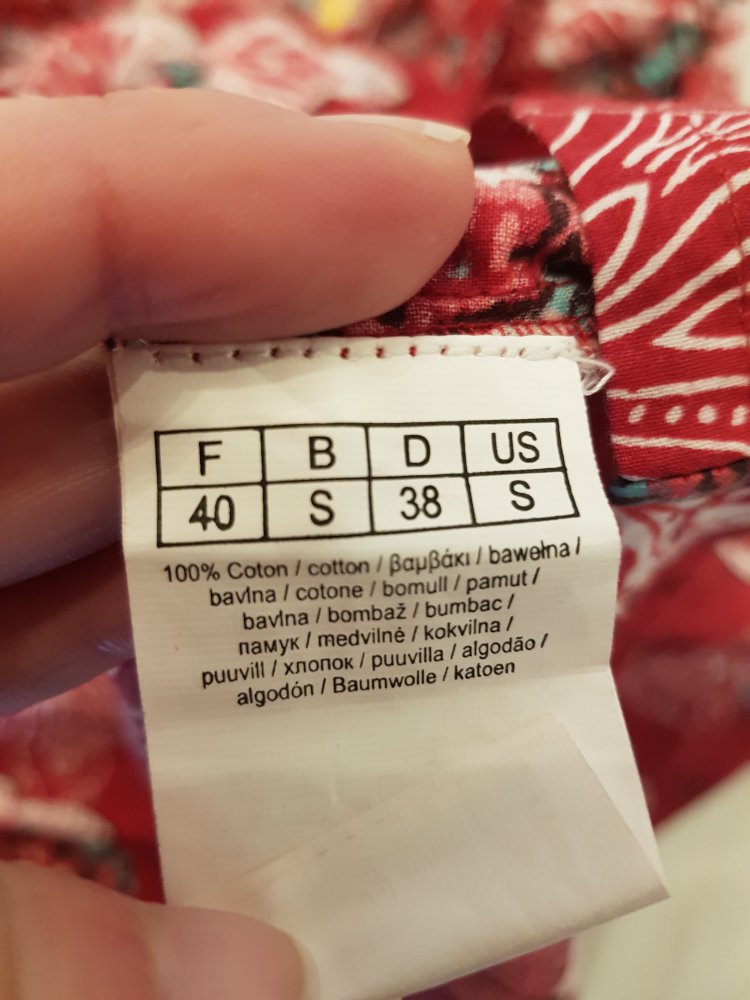 F B D US
40 S 38 S
100% Coton / cotton / βαμβάκι / bawełna /
bavlna / cotone / bomull / pamut /
bavlna / bombaž / bumbac /
памук / medvilnė / kokvilna /
puuvill / хлопок / puuvilla / algodão /
algodón / Baumwolle / katoen